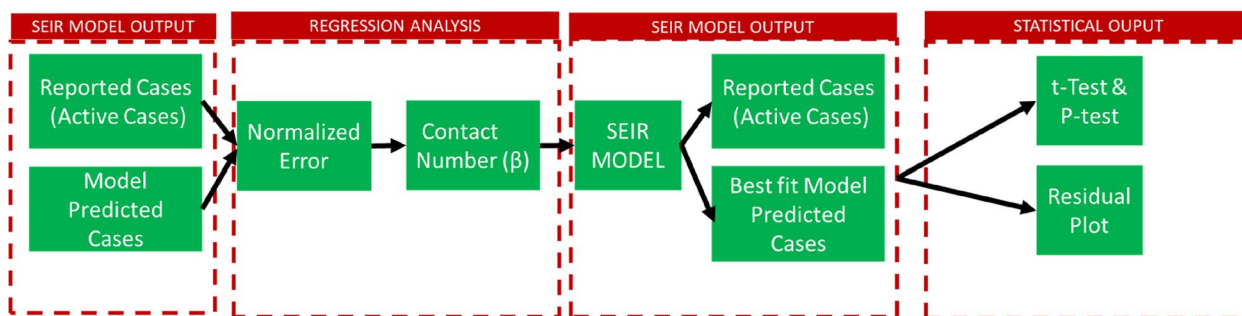 SEIR MODEL OUTPUT
Reported Cases
(Active Cases)
Model
Predicted
Cases
REGRESSION ANALYSIS
Normalized
Error
Contact
Number (β)
SEIR MODEL OUTPUT
SEIR
MODEL
Reported Cases
(Active Cases)
Best fit Model
Predicted
Cases
STATISTICAL OUPUT
t-Test &
P-test
Residual
Plot